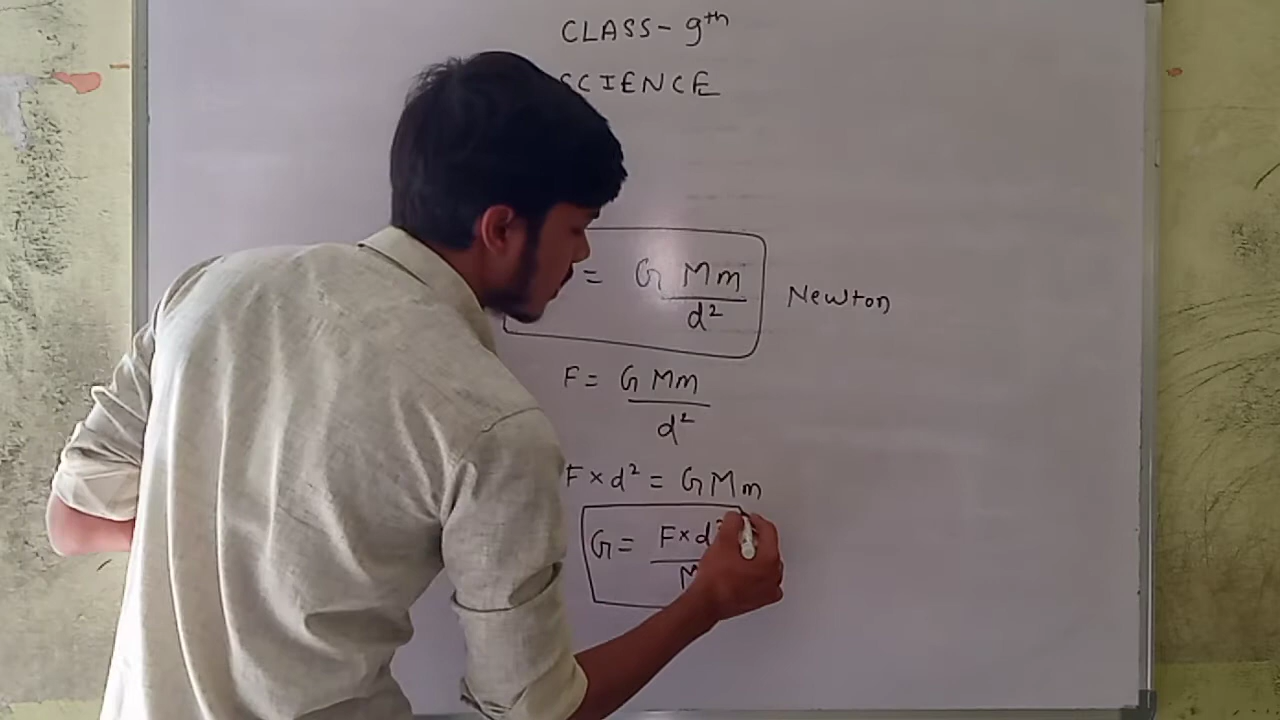 CLASS - 9th
SCIENCE
= G Mm / d² Newton
F = G Mm / d²
F × d² = G M m
G = F × d² / M